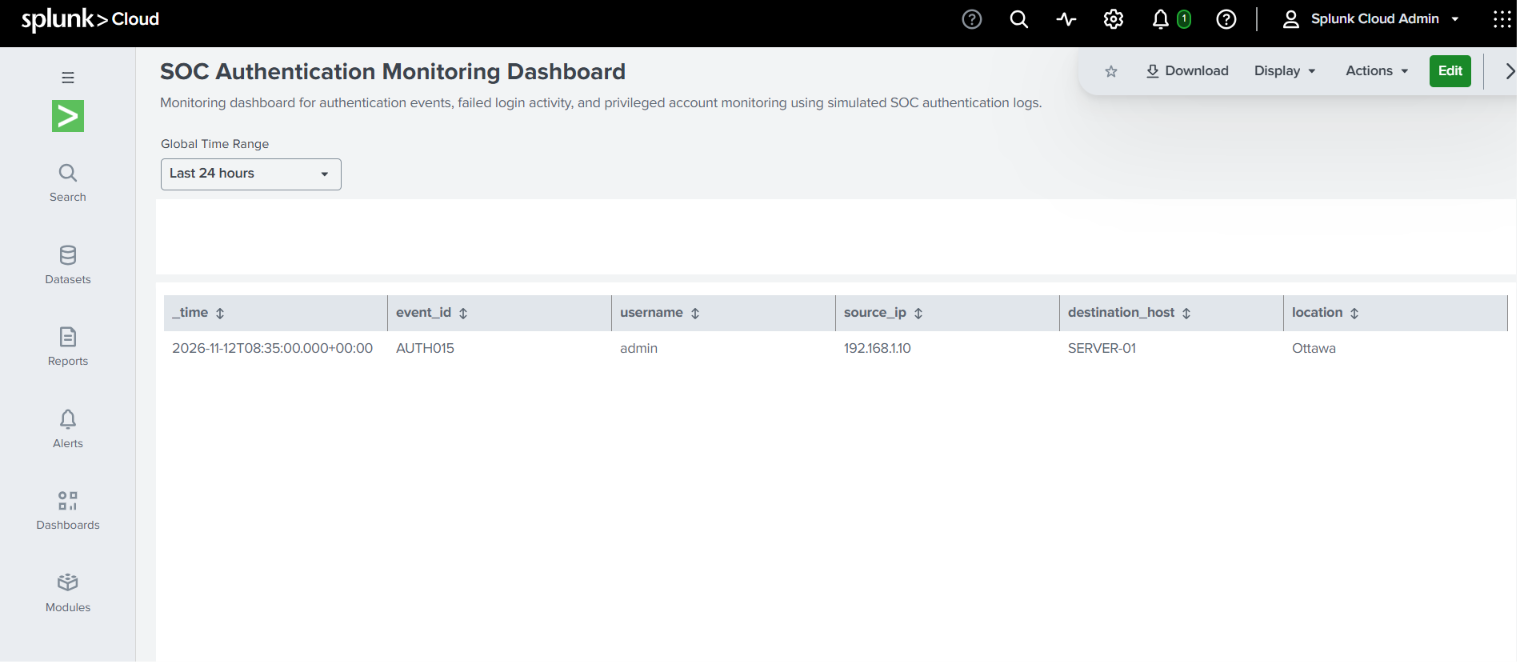 splunk>Cloud
1
Splunk Cloud Admin
SOC Authentication Monitoring Dashboard
Download
Display
Actions
Edit
Monitoring dashboard for authentication events, failed login activity, and privileged account monitoring using simulated SOC authentication logs.
Global Time Range
Last 24 hours
Search
Datasets
Reports
Alerts
Dashboards
Modules
_time event_id username source_ip destination_host location
2026-11-12T08:35:00.000+00:00 AUTH015 admin 192.168.1.10 SERVER-01 Ottawa